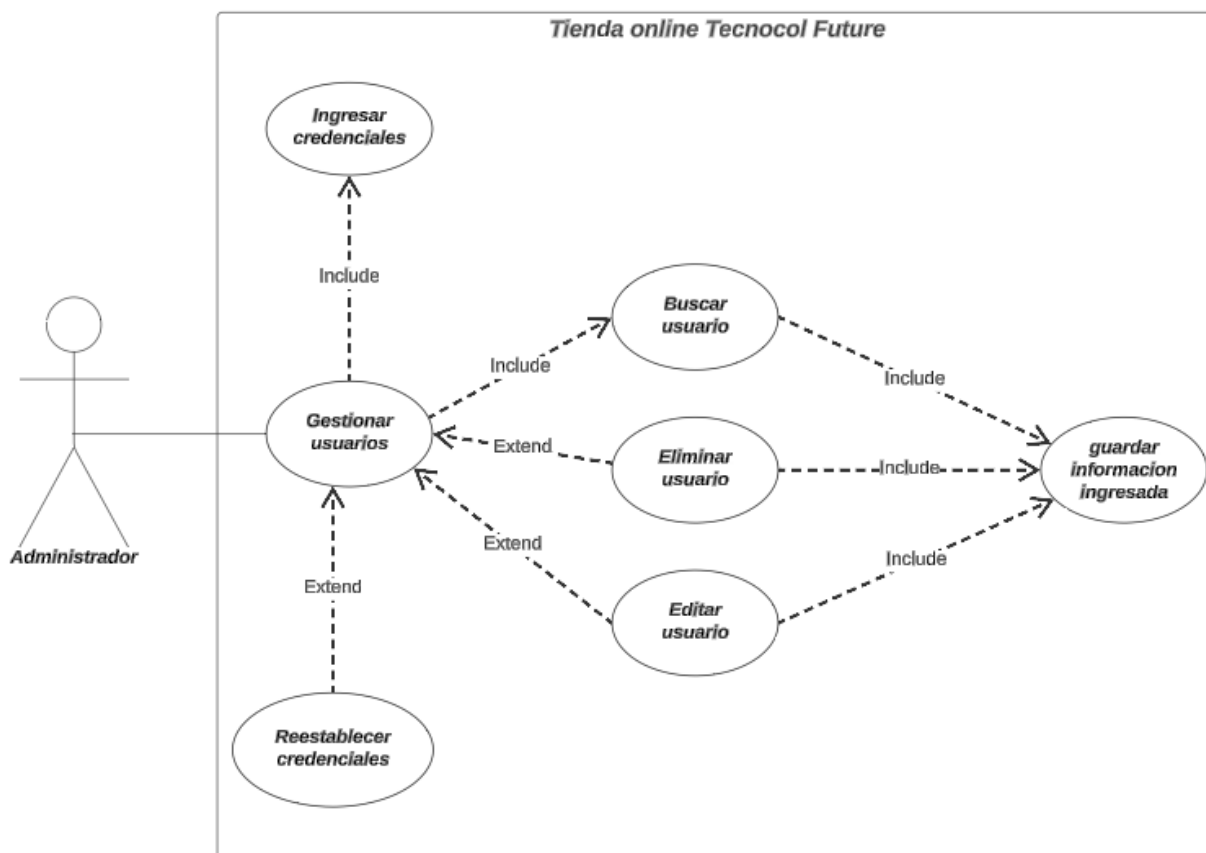 Tienda online Tecnocol Future
Ingresar
credenciales
Include
Buscar
usuario
Include
Include
Gestionar
usuarios
Extend
Eliminar
usuario
Include
guardar
informacion
ingresada
Administrador
Extend
Include
Extend
Editar
usuario
Reestablecer
credenciales